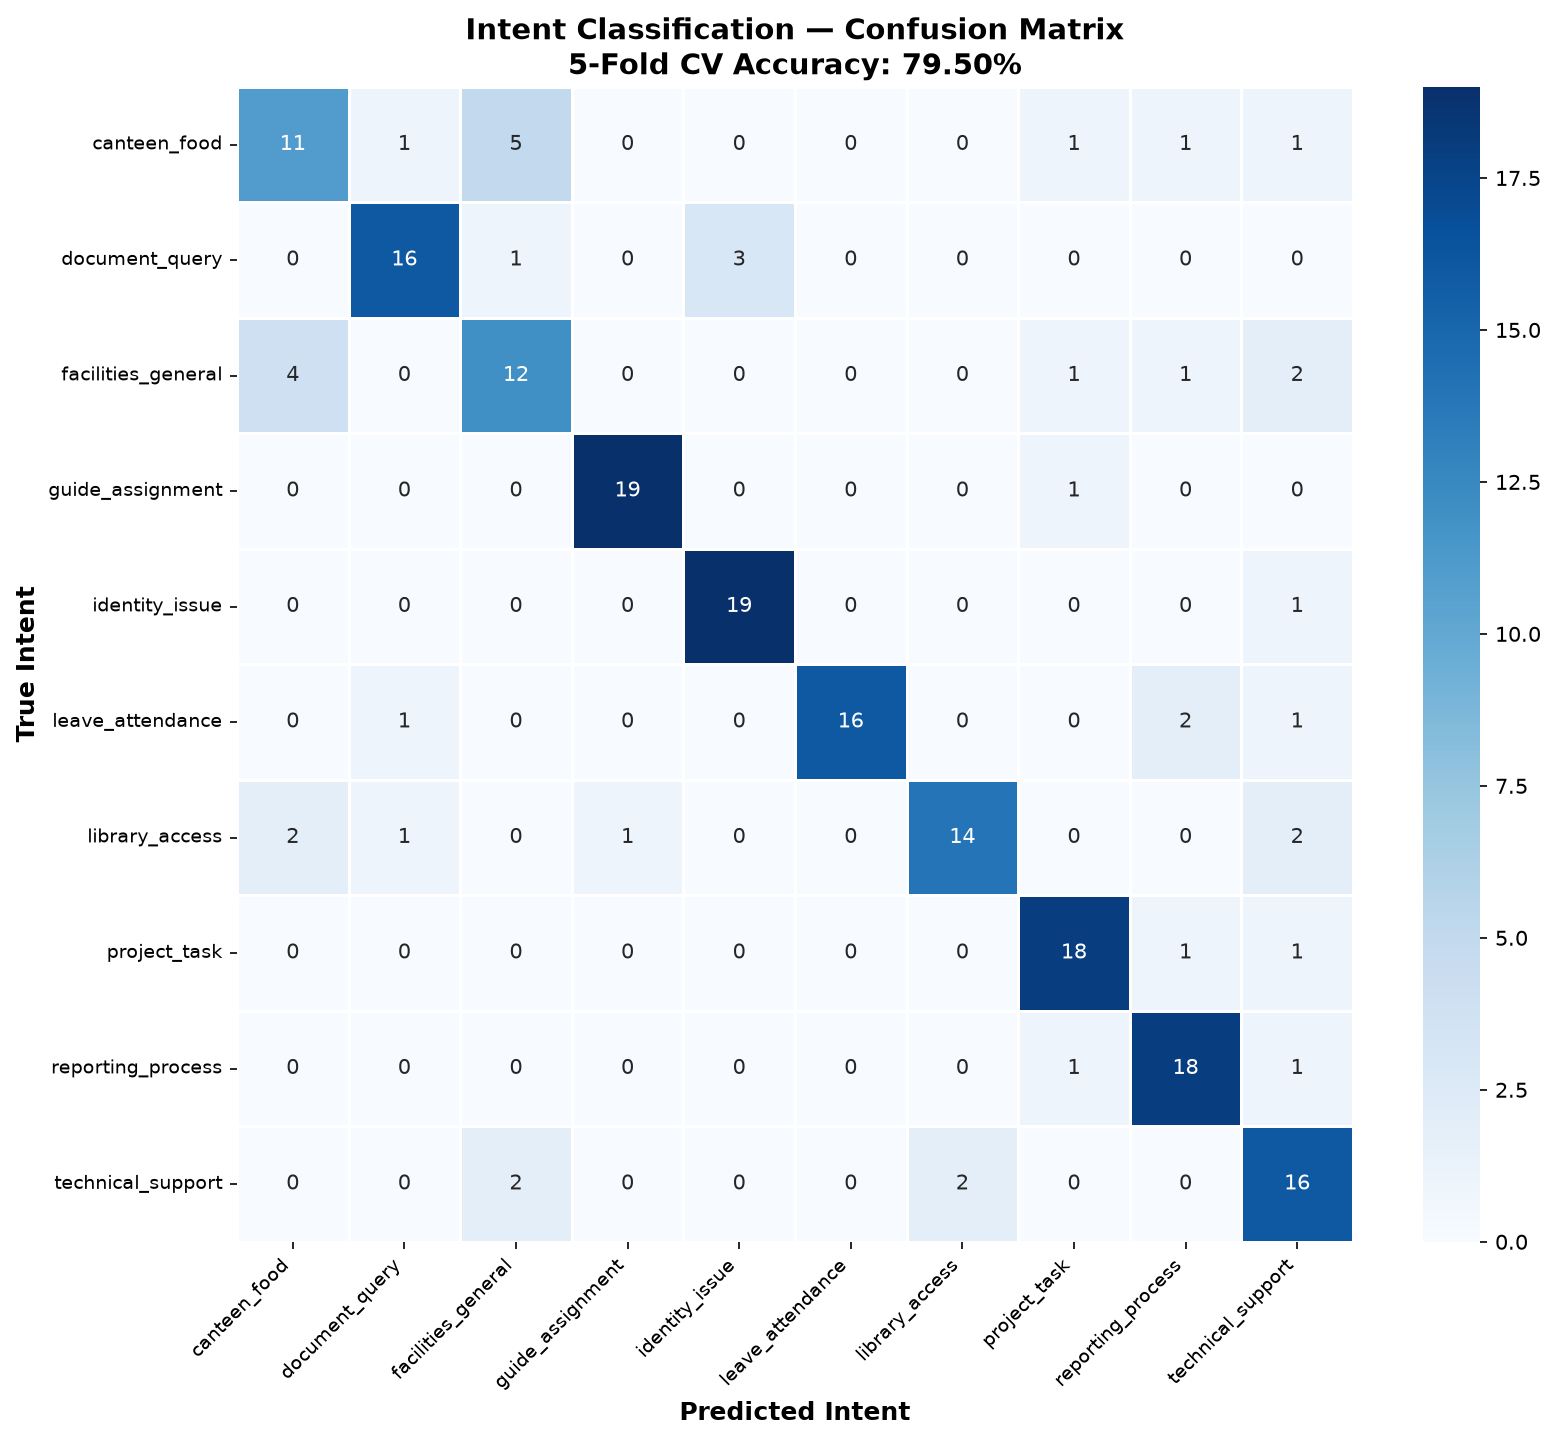 Intent Classification — Confusion Matrix
5-Fold CV Accuracy: 79.50%
canteen_food 11 1 5 0 0 0 0 1 1 1
document_query 0 16 1 0 3 0 0 0 0 0
facilities_general 4 0 12 0 0 0 0 1 1 2
guide_assignment 0 0 0 19 0 0 0 1 0 0
identity_issue 0 0 0 0 19 0 0 0 0 1
leave_attendance 0 1 0 0 0 16 0 0 2 1
library_access 2 1 0 1 0 0 14 0 0 2
project_task 0 0 0 0 0 0 0 18 1 1
reporting_process 0 0 0 0 0 0 0 1 18 1
technical_support 0 0 2 0 0 0 2 0 0 16
True Intent
canteen_food
document_query
facilities_general
guide_assignment
identity_issue
leave_attendance
library_access
project_task
reporting_process
technical_support
Predicted Intent
17.5
15.0
12.5
10.0
7.5
5.0
2.5
0.0